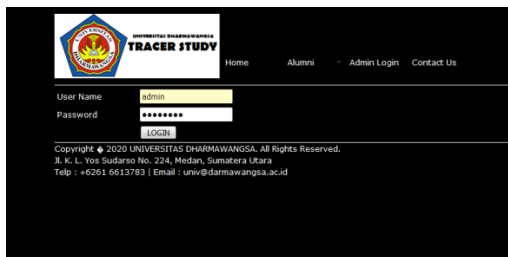 UNIVERSITAS DHARMAWANGSA
TRACER STUDY
Home Alumni Admin Login Contact Us
User Name admin
Password ••••••••
LOGIN
Copyright � 2020 UNIVERSITAS DHARMAWANGSA. All Rights Reserved.
Jl. K. L. Yos Sudarso No. 224, Medan, Sumatera Utara
Telp : +6261 6613783 | Email : univ@darmawangsa.ac.id